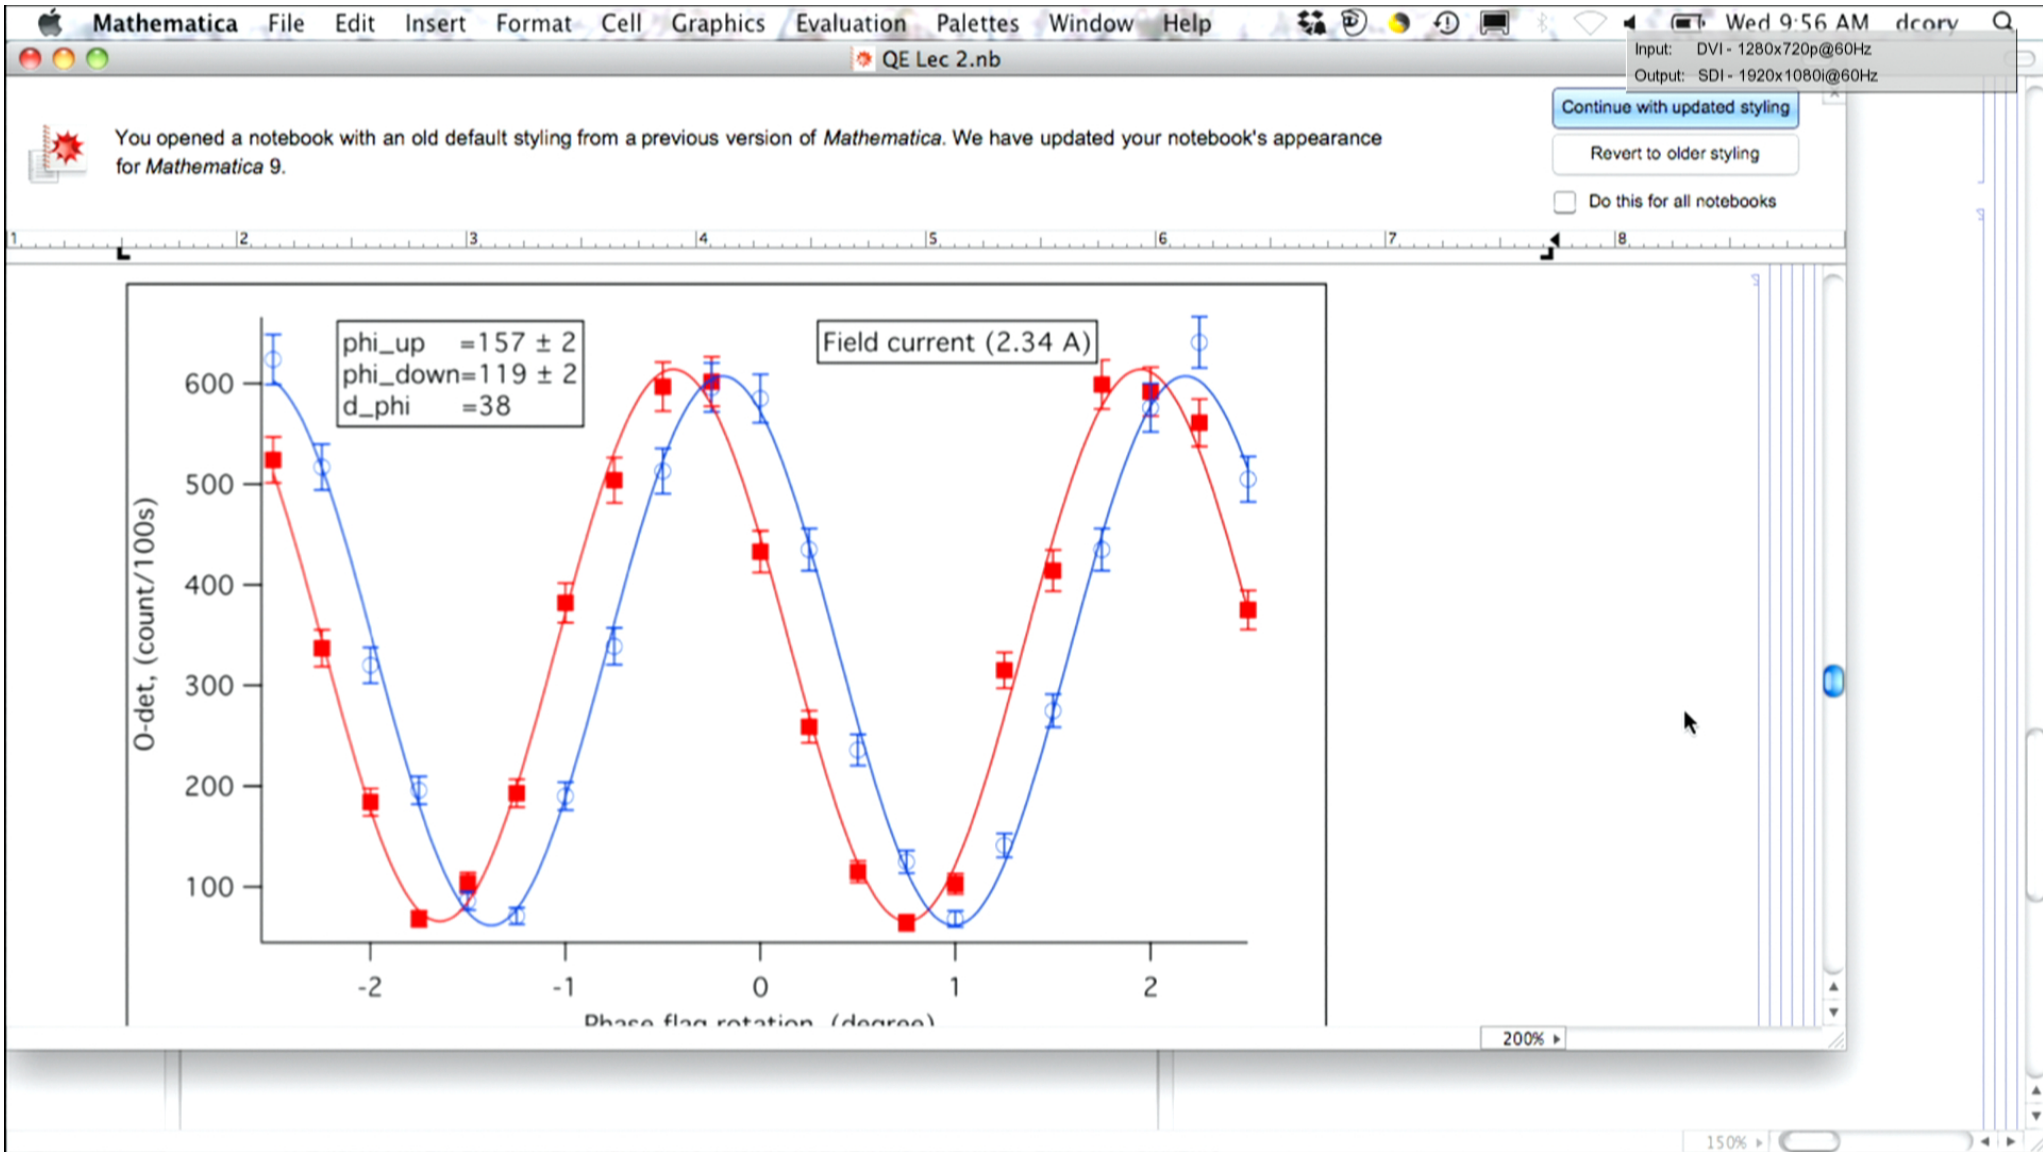 Mathematica File Edit Insert Format Cell Graphics Evaluation Palettes Window Help Wed 9:56 AM dcory
QE Lec 2.nb
Input: DVI - 1280x720p@60Hz
Output: SDI - 1920x1080i@60Hz
You opened a notebook with an old default styling from a previous version of Mathematica. We have updated your notebook's appearance
for Mathematica 9.
Continue with updated styling
Revert to older styling
Do this for all notebooks
1 2 3 4 5 6 7 8
phi_up =157 ± 2
phi_down=119 ± 2
d_phi =38
Field current (2.34 A)
O-det, (count/100s)
600
500
400
300
200
100
-2 -1 0 1 2
Phase flag rotation, (degree)
200%
150%